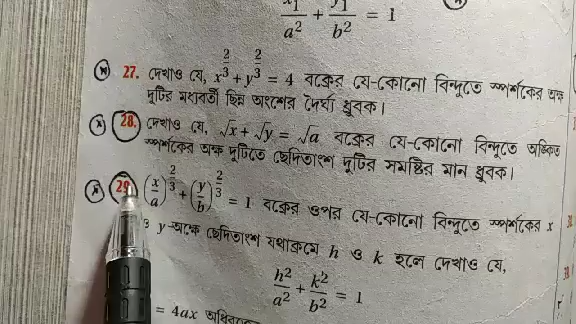 x₁/a² + y₁/b² = 1
27. দেখাও যে, x^(2/3) + y^(2/3) = 4 বক্রের যে-কোনো বিন্দুতে স্পর্শকের অক্ষ
দুটির মধ্যবর্তী ছিন্ন অংশের দৈর্ঘ্য ধ্রুবক।
28. দেখাও যে, √x + √y = √a বক্রের যে-কোনো বিন্দুতে অঙ্কিত
স্পর্শকের অক্ষ দুটিতে ছেদিতাংশ দুটির সমষ্টির মান ধ্রুবক।
29. (x/a)^(2/3) + (y/b)^(2/3) = 1 বক্রের ওপর যে-কোনো বিন্দুতে স্পর্শকের x
ও y-অক্ষে ছেদিতাংশ যথাক্রমে h ও k হলে দেখাও যে,
h²/a² + k²/b² = 1
= 4ax